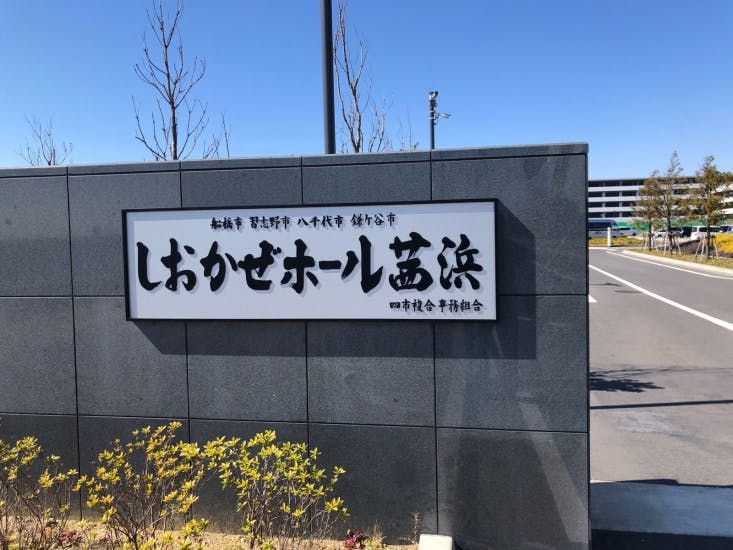 船橋市 習志野市 八千代市 鎌ケ谷市
しおかぜホール茜浜
四市複合事務組合